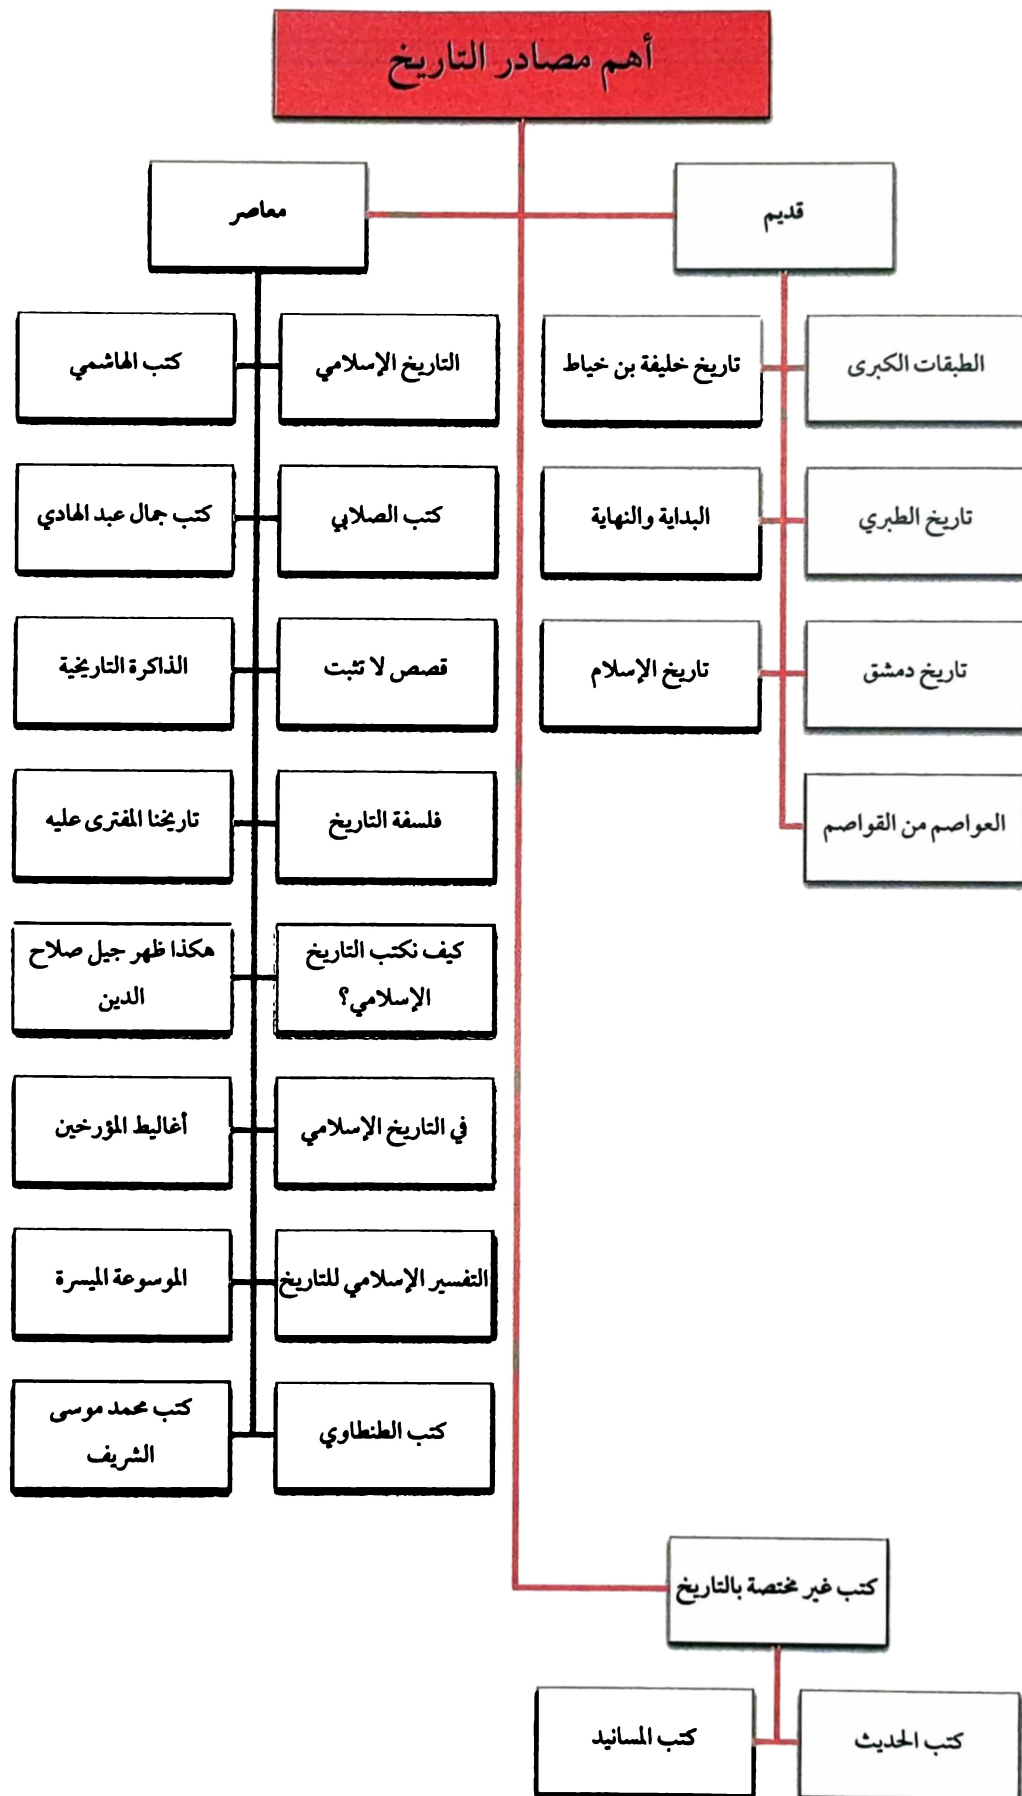 أهم مصادر التاريخ
قديم
معاصر
الطبقات الكبرى
تاريخ خليفة بن خياط
التاريخ الإسلامي
كتب الهاشمي
تاريخ الطبري
البداية والنهاية
كتب الصلابي
كتب جمال عبد الهادي
تاريخ دمشق
تاريخ الإسلام
قصص لا تثبت
الذاكرة التاريخية
العواصم من القواصم
فلسفة التاريخ
تاريخنا المفترى عليه
كيف نكتب التاريخ
الإسلامي؟
هكذا ظهر جيل صلاح
الدين
في التاريخ الإسلامي
أغاليط المؤرخين
التفسير الإسلامي للتاريخ
الموسوعة الميسرة
كتب الطنطاوي
كتب محمد موسى
الشريف
كتب غير مختصة بالتاريخ
كتب الحديث
كتب المسانيد